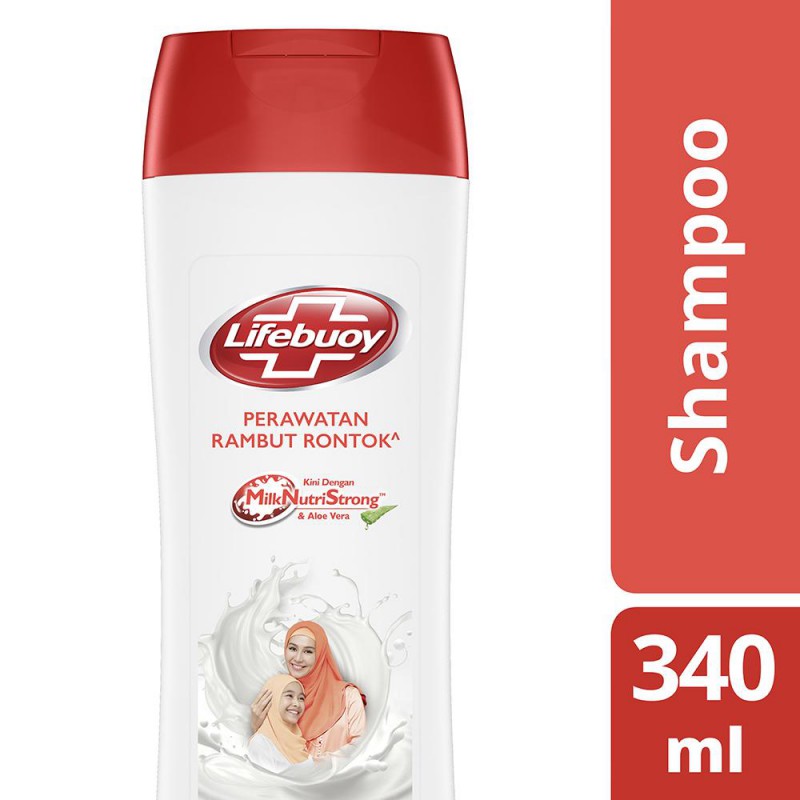 Lifebuoy
PERAWATAN
RAMBUT RONTOK^
Kini Dengan
MilkNutriStrong™
& Aloe Vera
Shampoo
340
ml